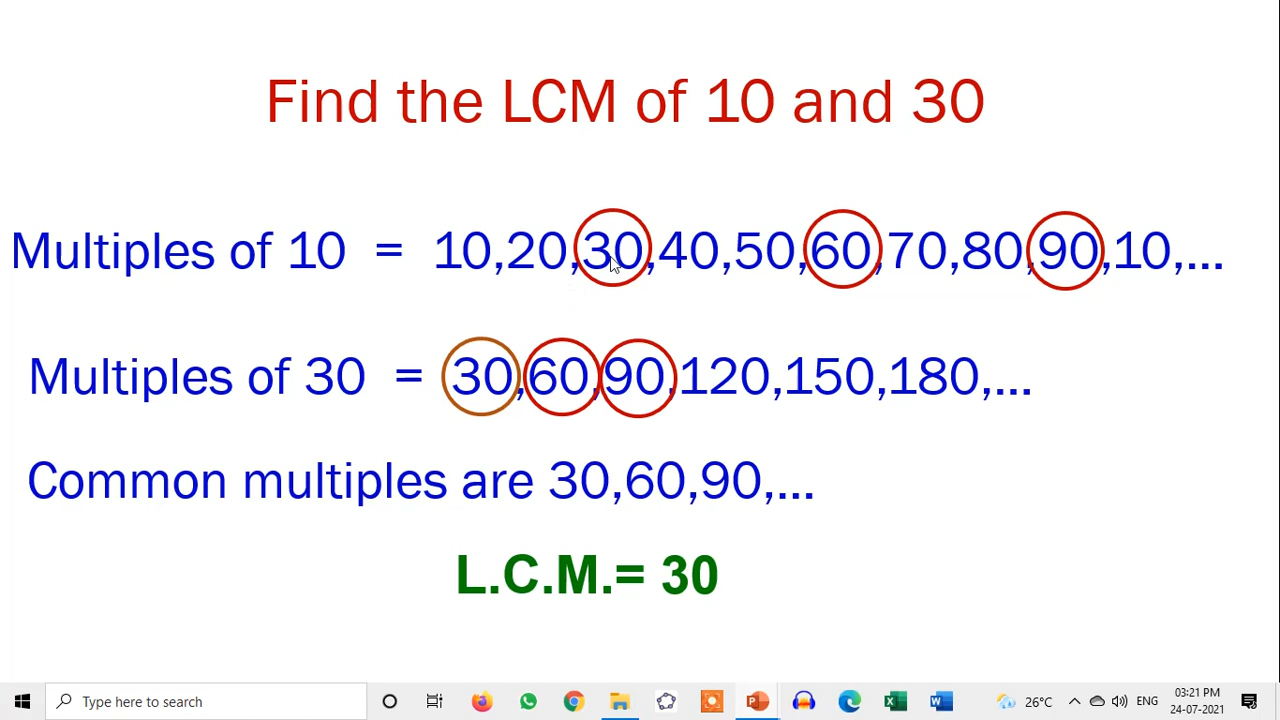 Find the LCM of 10 and 30
Multiples of 10 = 10,20,30,40,50,60,70,80,90,10,...
Multiples of 30 = 30,60,90,120,150,180,...
Common multiples are 30,60,90,...
L.C.M.= 30
Type here to search
26°C
ENG
03:21 PM
24-07-2021